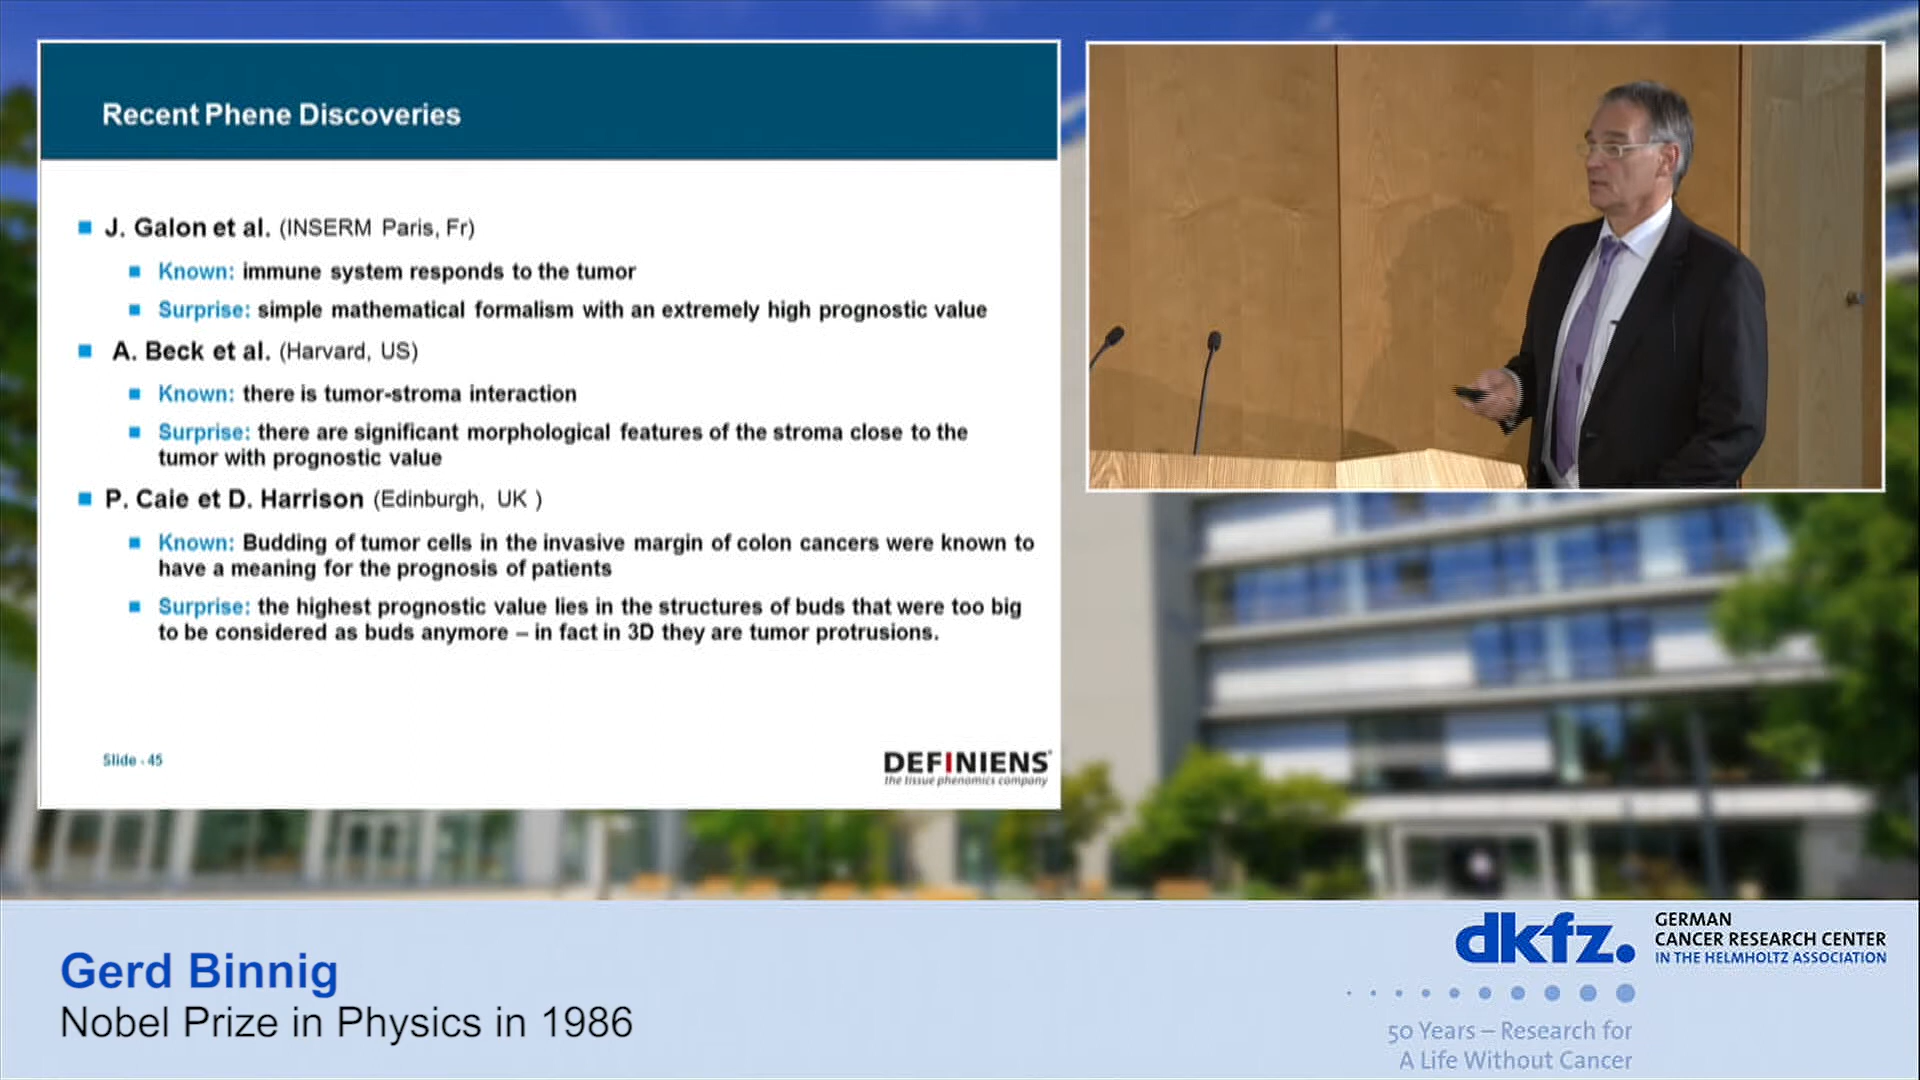 Recent Phene Discoveries
J. Galon et al. (INSERM Paris, Fr)
Known: immune system responds to the tumor
Surprise: simple mathematical formalism with an extremely high prognostic value
A. Beck et al. (Harvard, US)
Known: there is tumor-stroma interaction
Surprise: there are significant morphological features of the stroma close to the
tumor with prognostic value
P. Caie et D. Harrison (Edinburgh, UK )
Known: Budding of tumor cells in the invasive margin of colon cancers were known to
have a meaning for the prognosis of patients
Surprise: the highest prognostic value lies in the structures of buds that were too big
to be considered as buds anymore – in fact in 3D they are tumor protrusions.
Slide - 45
DEFINIENS
the tissue phenomics company
Gerd Binnig
Nobel Prize in Physics in 1986
dkfz.
GERMAN
CANCER RESEARCH CENTER
IN THE HELMHOLTZ ASSOCIATION
50 Years – Research for
A Life Without Cancer